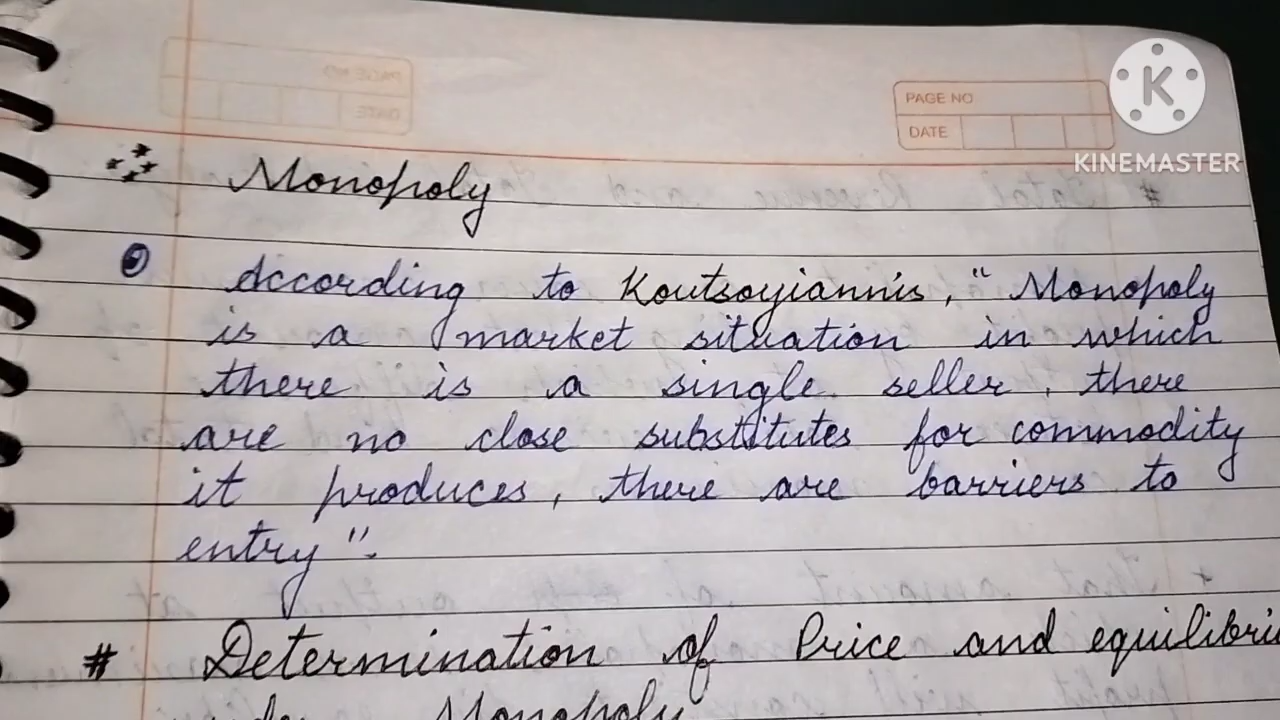 PAGE NO
DATE
K
KINEMASTER
Monopoly
According to Koutsoyiannis, " Monopoly
is a market situation in which
there is a single seller, there
are no close substitutes for commodity
it produces, there are barriers to
entry".
# Determination of Price and
Monopoly